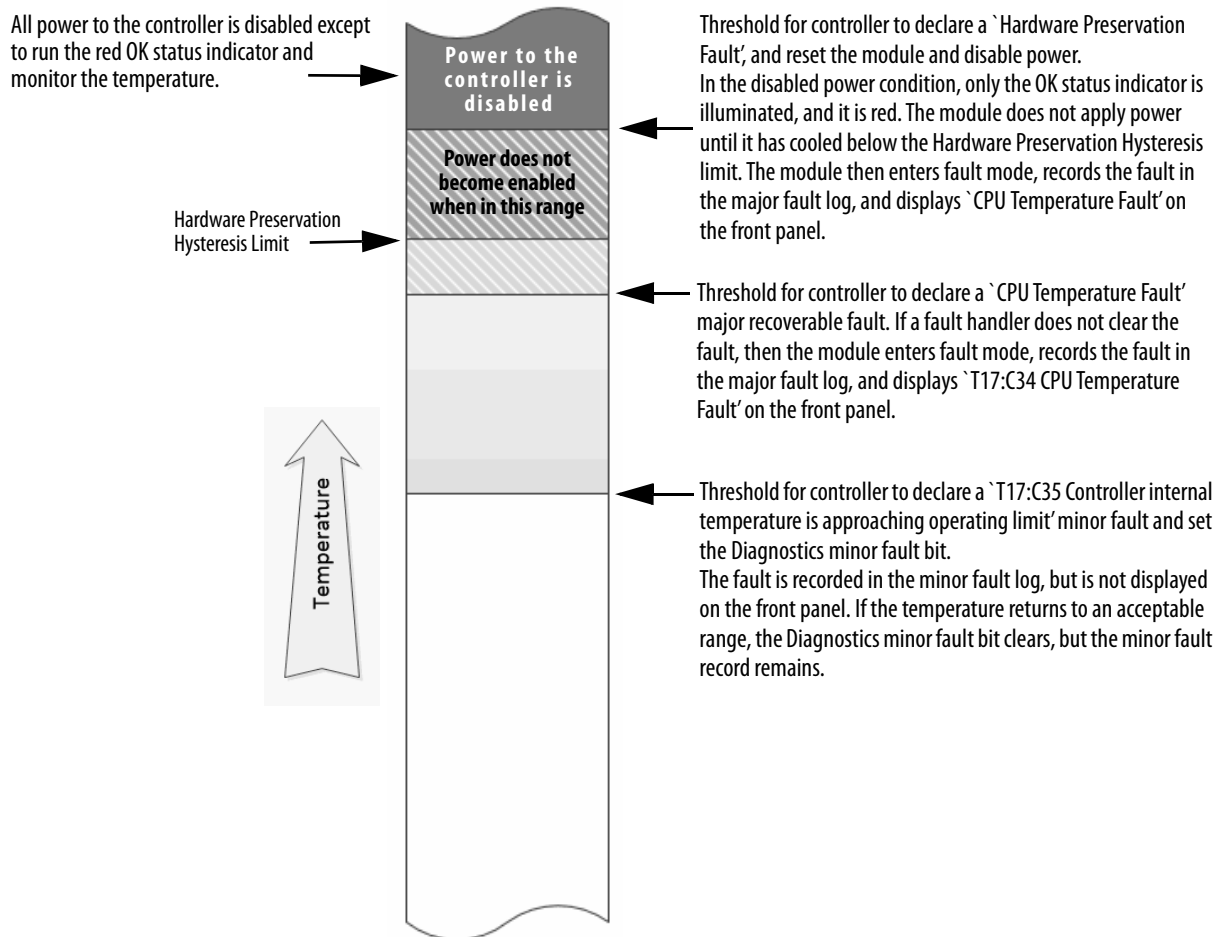 All power to the controller is disabled except
to run the red OK status indicator and
monitor the temperature.
Power to the
controller is
disabled
Threshold for controller to declare a `Hardware Preservation
Fault’, and reset the module and disable power.
In the disabled power condition, only the OK status indicator is
illuminated, and it is red. The module does not apply power
until it has cooled below the Hardware Preservation Hysteresis
limit. The module then enters fault mode, records the fault in
the major fault log, and displays `CPU Temperature Fault’ on
the front panel.
Power does not
become enabled
when in this range
Hardware Preservation
Hysteresis Limit
Threshold for controller to declare a `CPU Temperature Fault’
major recoverable fault. If a fault handler does not clear the
fault, then the module enters fault mode, records the fault in
the major fault log, and displays `T17:C34 CPU Temperature
Fault’ on the front panel.
Temperature
Threshold for controller to declare a `T17:C35 Controller internal
temperature is approaching operating limit’ minor fault and set
the Diagnostics minor fault bit.
The fault is recorded in the minor fault log, but is not displayed
on the front panel. If the temperature returns to an acceptable
range, the Diagnostics minor fault bit clears, but the minor fault
record remains.